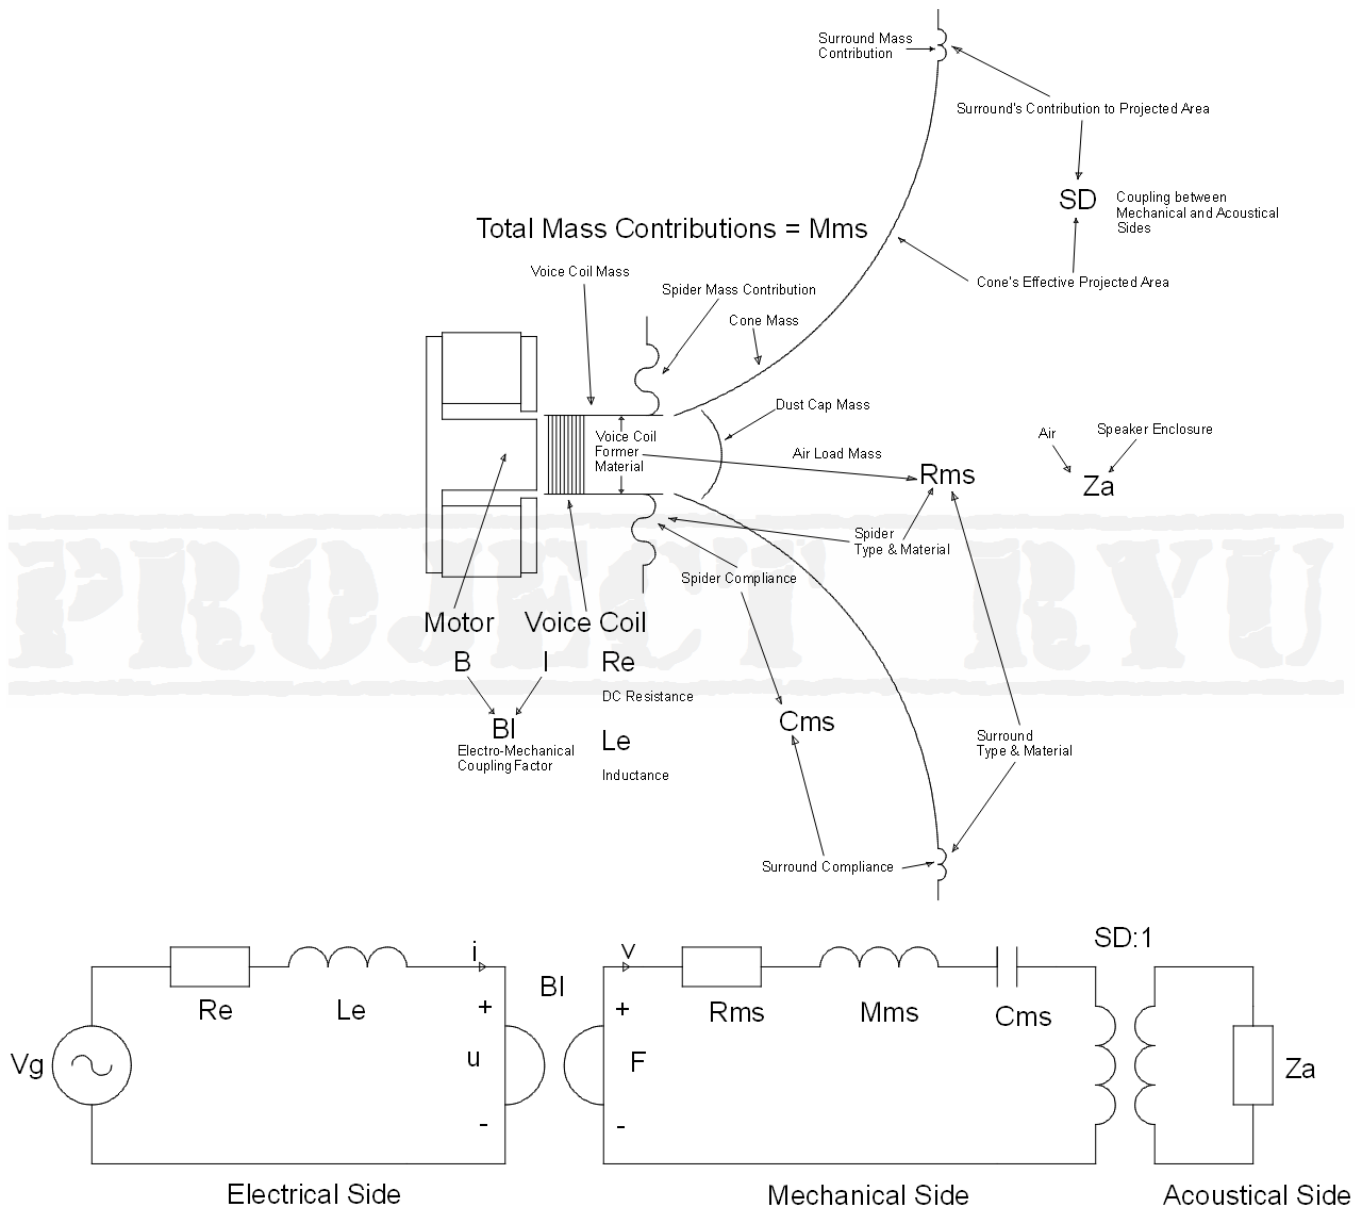 Surround Mass
Contribution
Surround's Contribution to Projected Area
SD
Coupling between
Mechanical and Acoustical
Sides
Total Mass Contributions = Mms
Voice Coil Mass
Spider Mass Contribution
Cone's Effective Projected Area
Cone Mass
Dust Cap Mass
Voice Coil
Former
Material
Air Load Mass
Rms
Air
Speaker Enclosure
Za
Spider
Type & Material
Spider Compliance
PROJECT RYU
Motor
Voice Coil
B
l
Re
DC Resistance
Bl
Electro-Mechanical
Coupling Factor
Le
Inductance
Cms
Surround
Type & Material
Surround Compliance
SD:1
i
Bl
v
Re
Le
+
u
-
+
F
-
Rms
Mms
Cms
Vg
Za
Electrical Side
Mechanical Side
Acoustical Side